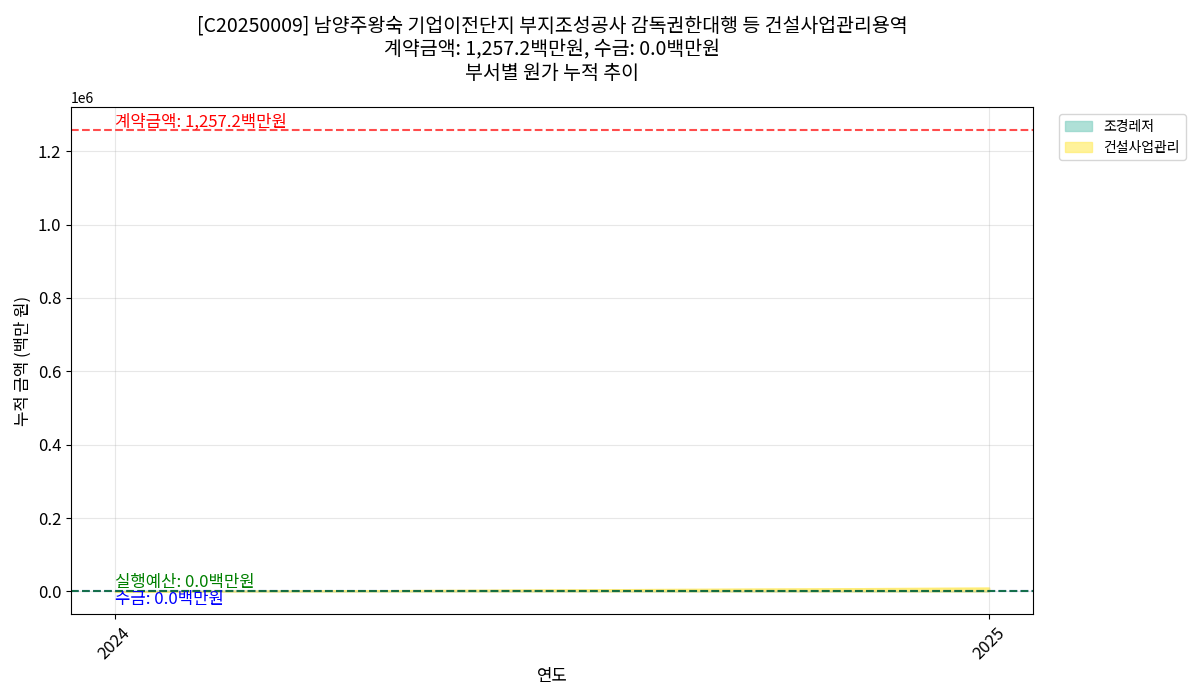 [C20250009] 남양주왕숙 기업이전단지 부지조성공사 감독권한대행 등 건설사업관리용역
계약금액: 1,257.2백만원, 수금: 0.0백만원
부서별 원가 누적 추이
1e6
계약금액: 1,257.2백만원
조경레저
건설사업관리
1.2
1.0
0.8
0.6
0.4
0.2
0.0
누적 금액 (백만 원)
실행예산: 0.0백만원
수금: 0.0백만원
2024
2025
연도